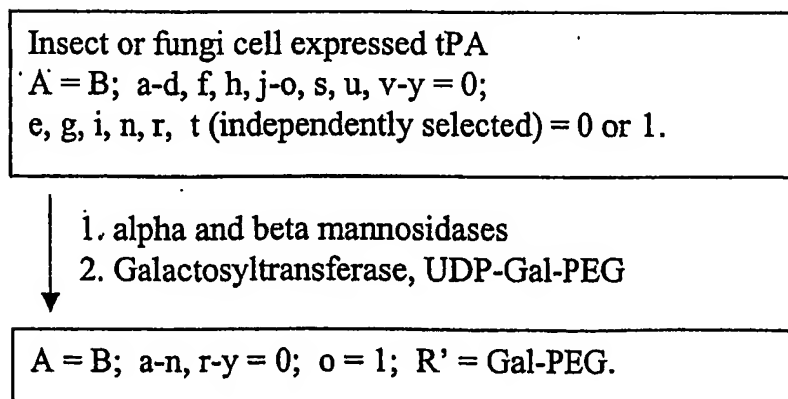 Insect or fungi cell expressed tPA
A = B; a-d, f, h, j-o, s, u, v-y = 0;
e, g, i, n, r, t (independently selected) = 0 or 1.
1. alpha and beta mannosidases
2. Galactosyltransferase, UDP-Gal-PEG
A = B; a-n, r-y = 0; o = 1; R' = Gal-PEG.